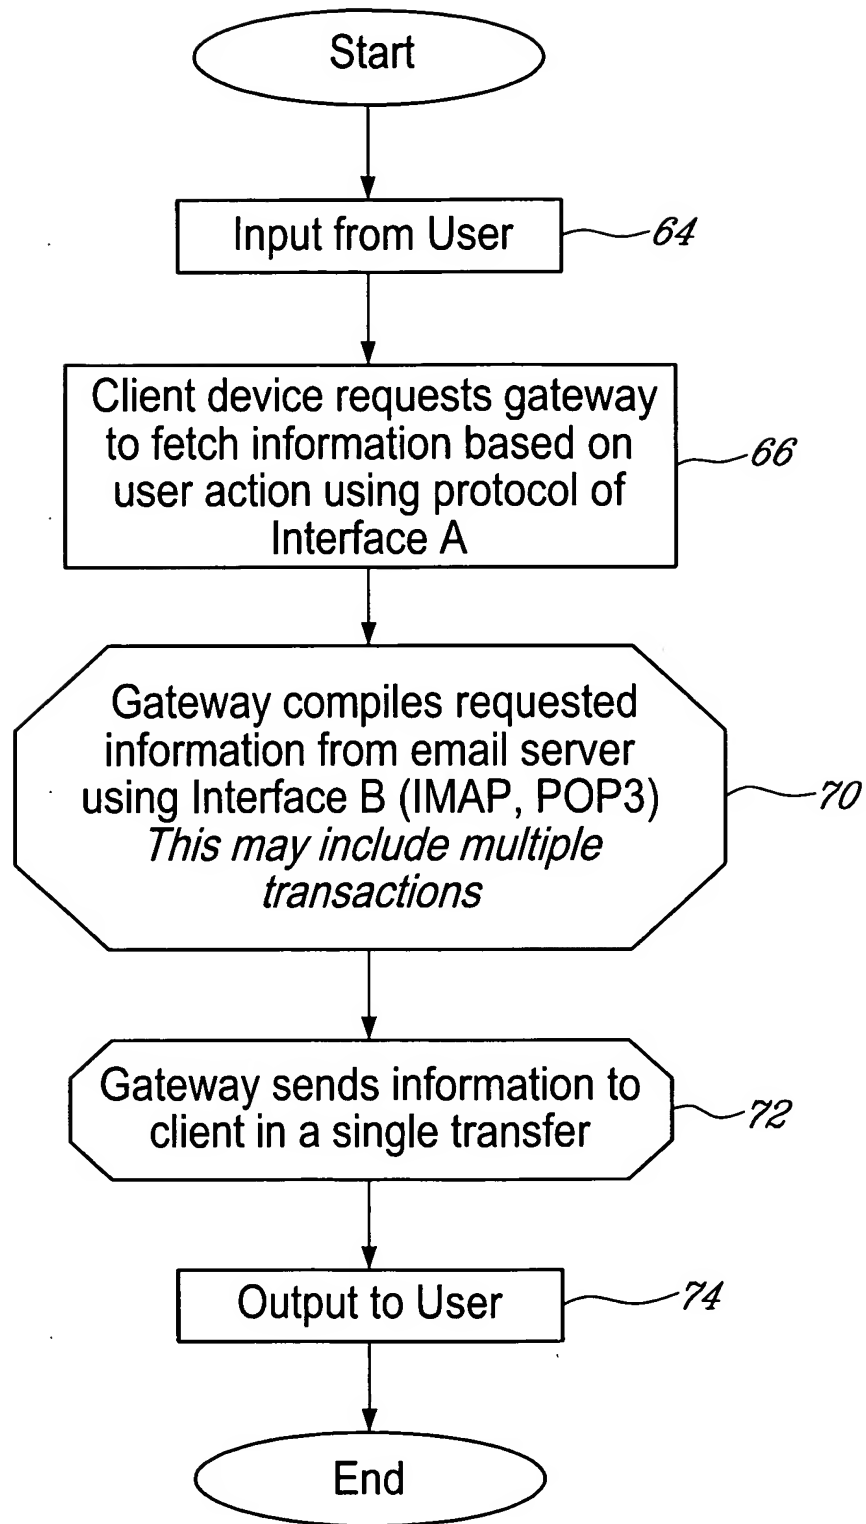 Start
Input from User
64
Client device requests gateway
to fetch information based on
user action using protocol of
Interface A
66
Gateway compiles requested
information from email server
using Interface B (IMAP, POP3)
This may include multiple
transactions
70
Gateway sends information to
client in a single transfer
72
Output to User
74
End